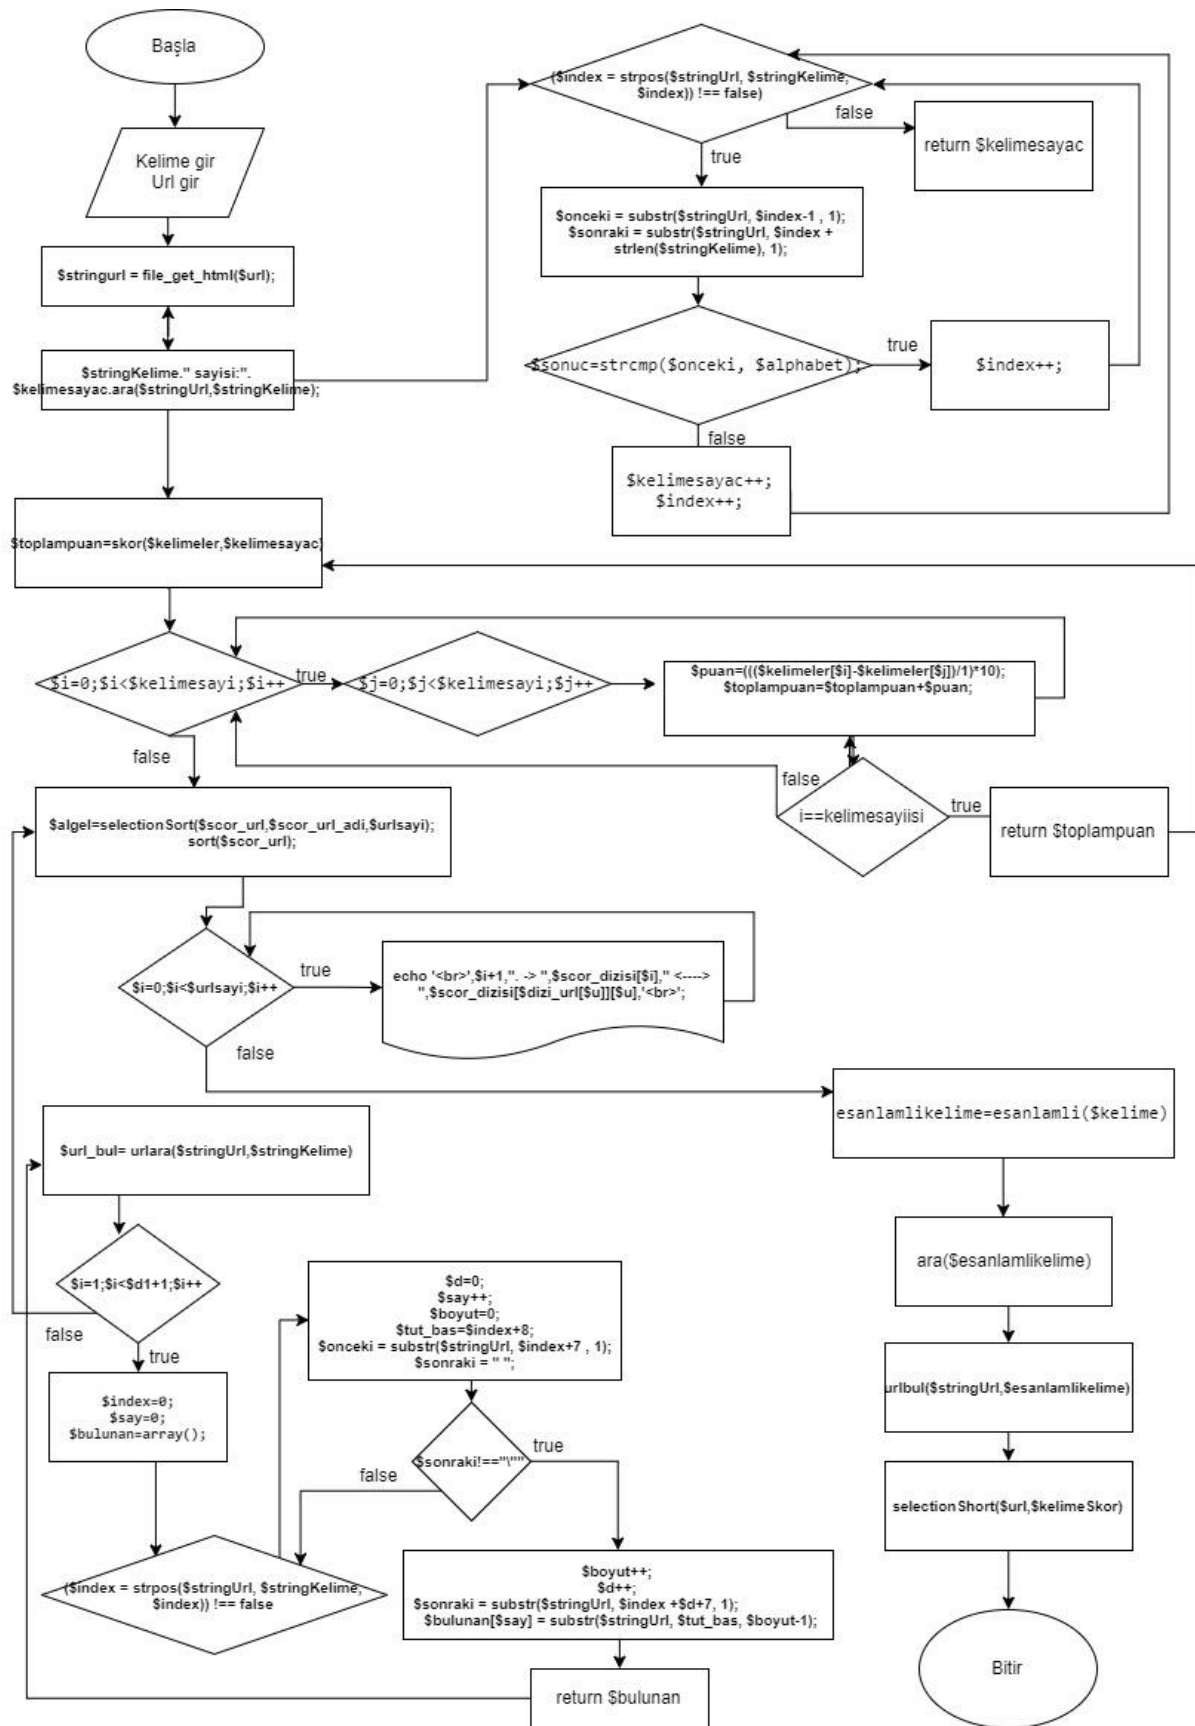 Başla
Kelime gir
Url gir
$stringurl = file_get_html($url);
$stringKelime." sayisi:".
$kelimesayac.ara($stringUrl,$stringKelime);
($index = strpos($stringUrl, $stringKelime,
$index)) !== false)
false
return $kelimesayac
true
$onceki = substr($stringUrl, $index-1 , 1);
$sonraki = substr($stringUrl, $index +
strlen($stringKelime), 1);
$sonuc=strcmp($onceki, $alphabet);
true
$index++;
false
$kelimesayac++;
$index++;
$toplampuan=skor($kelimeler,$kelimesayac)
$i=0;$i<$kelimesayi;$i++
true
$j=0;$j<$kelimesayi;$j++
$puan=((($kelimeler[$i]-$kelimeler[$j])/1)*10);
$toplampuan=$toplampuan+$puan;
false
false
i==kelimesayiisi
true
return $toplampuan
$algel=selectionSort($scor_url,$scor_url_adi,$urlsayi);
sort($scor_url);
$i=0;$i<$urlsayi;$i++
true
echo '<br>',$i+1,". -> ",$scor_dizisi[$i]," <---->
",$scor_dizisi[$dizi_url[$u]][$u],'<br>';
false
esanlamlikelime=esanlamli($kelime)
ara($esanlamlikelime)
urlbul($stringUrl,$esanlamlikelime)
selectionShort($url,$kelimeSkor)
Bitir
$url_bul= urlara($stringUrl,$stringKelime)
$i=1;$i<$d1+1;$i++
false
true
$index=0;
$say=0;
$bulunan=array();
($index = strpos($stringUrl, $stringKelime,
$index)) !== false
$d=0;
$say++;
$boyut=0;
$tut_bas=$index+8;
$onceki = substr($stringUrl, $index+7 , 1);
$sonraki = " ";
$sonraki!=="\""
false
true
$boyut++;
$d++;
$sonraki = substr($stringUrl, $index +$d+7, 1);
$bulunan[$say] = substr($stringUrl, $tut_bas, $boyut-1);
return $bulunan